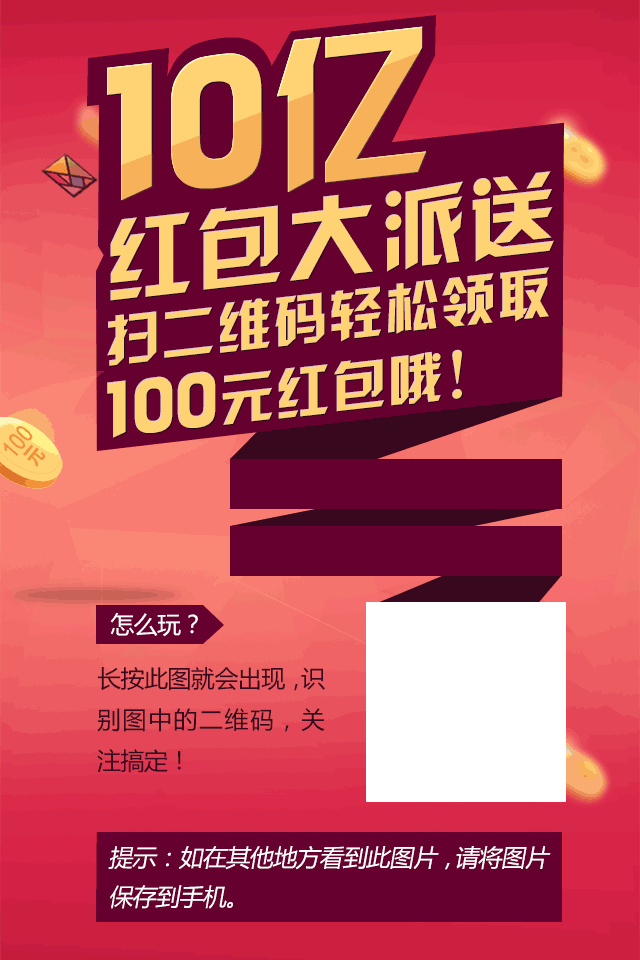 10亿
红包大派送
扫二维码轻松领取
100元红包哦!
100
元
怎么玩？
长按此图就会出现，识
别图中的二维码，关
注搞定！
提示：如在其他地方看到此图片，请将图片
保存到手机。